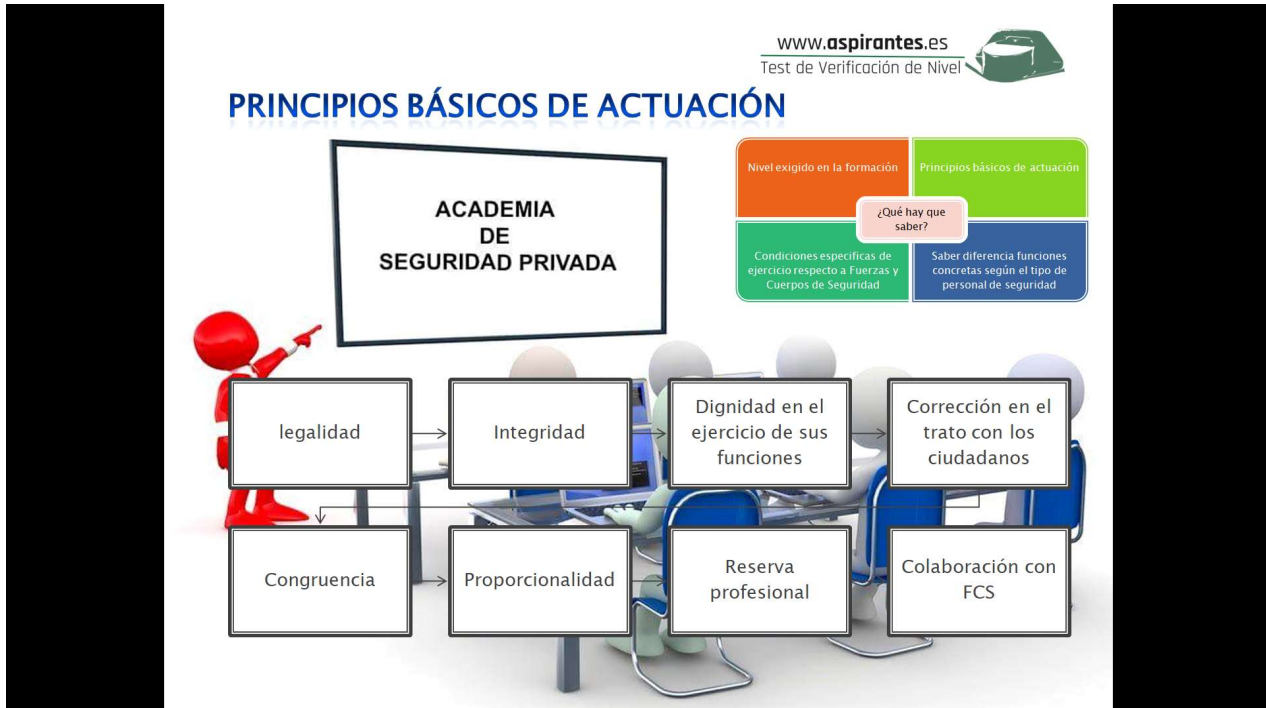 www.aspirantes.es
Test de Verificación de Nivel
PRINCIPIOS BÁSICOS DE ACTUACIÓN
ACADEMIA
DE
SEGURIDAD PRIVADA
Nivel exigido en la formación
Principios básicos de actuación
¿Qué hay que
saber?
Condiciones especificas de
ejercicio respecto a Fuerzas y
Cuerpos de Seguridad
Saber diferencia funciones
concretas según el tipo de
personal de seguridad
legalidad
Integridad
Dignidad en el
ejercicio de sus
funciones
Corrección en el
trato con los
ciudadanos
Congruencia
Proporcionalidad
Reserva
profesional
Colaboración con
FCS